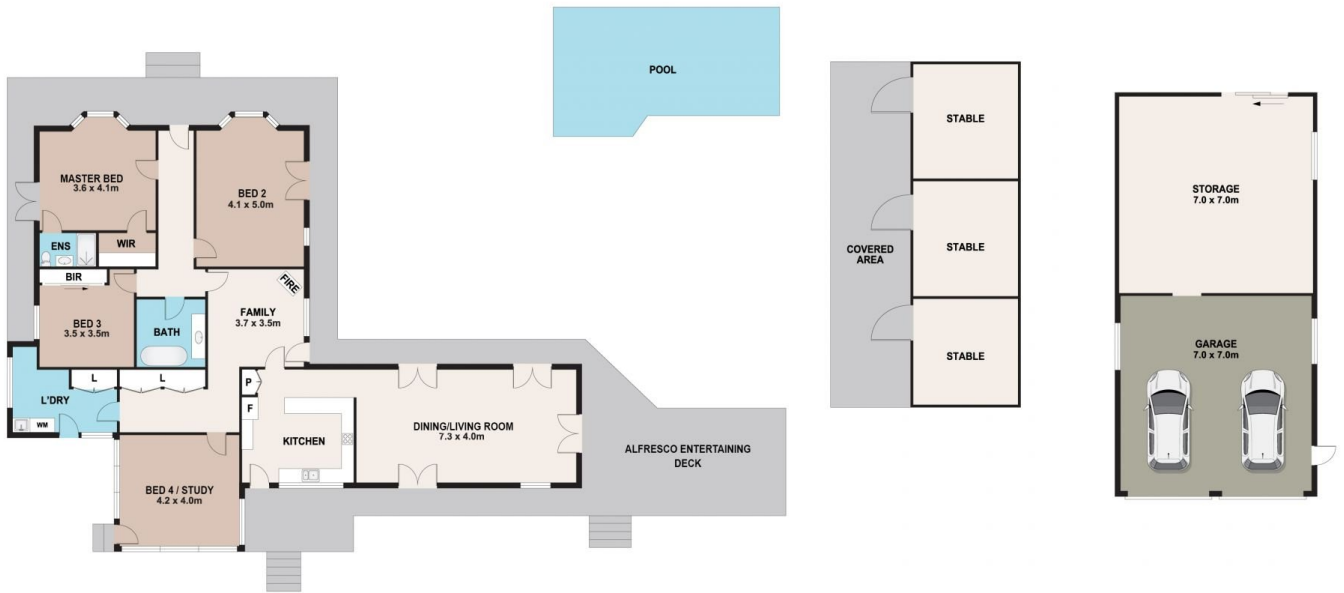 POOL
MASTER BED
3.6 x 4.1m
BED 2
4.1 x 5.0m
ENS
WIR
BIR
FIRE
BED 3
3.5 x 3.5m
BATH
FAMILY
3.7 x 3.5m
L
L
L'DRY
WM
P
F
KITCHEN
DINING/LIVING ROOM
7.3 x 4.0m
ALFRESCO ENTERTAINING
DECK
BED 4 / STUDY
4.2 x 4.0m
COVERED
AREA
STABLE
STABLE
STABLE
STORAGE
7.0 x 7.0m
GARAGE
7.0 x 7.0m